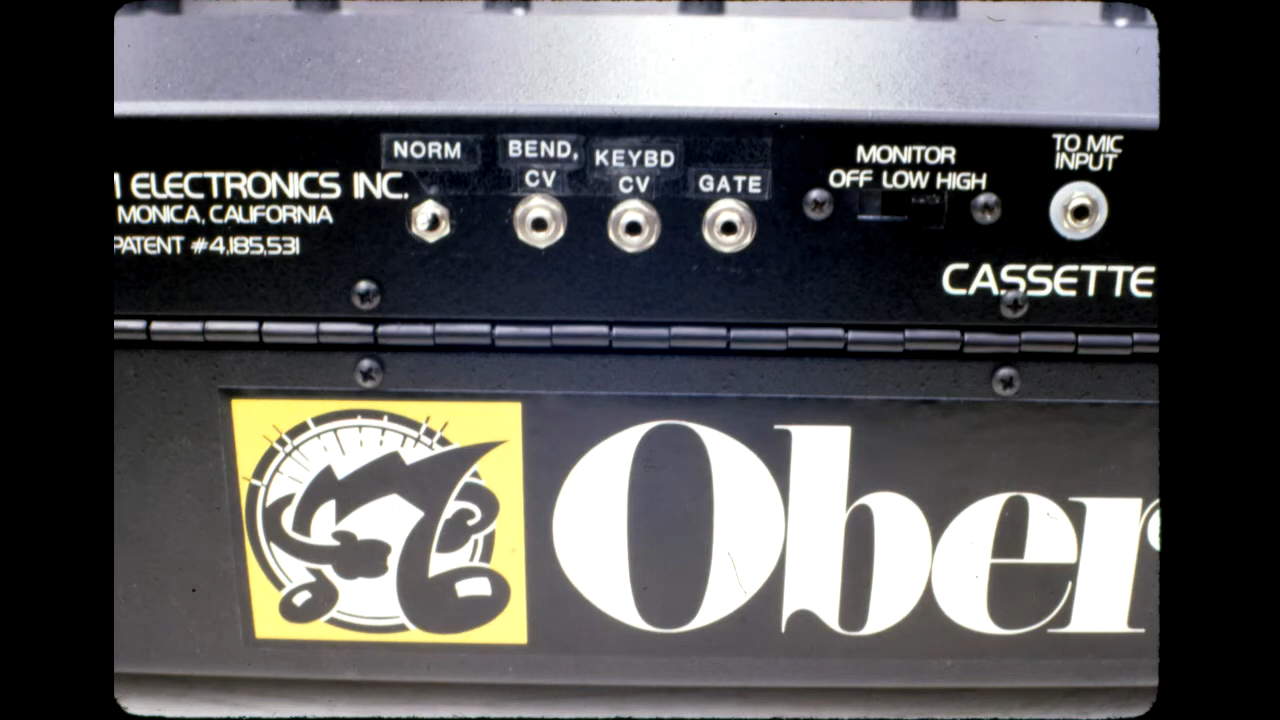 NORM
BEND, CV
KEYBD CV
GATE
MONITOR
OFF LOW HIGH
TO MIC INPUT
ELECTRONICS INC.
MONICA, CALIFORNIA
PATENT #4,185,531
CASSETTE
Ober